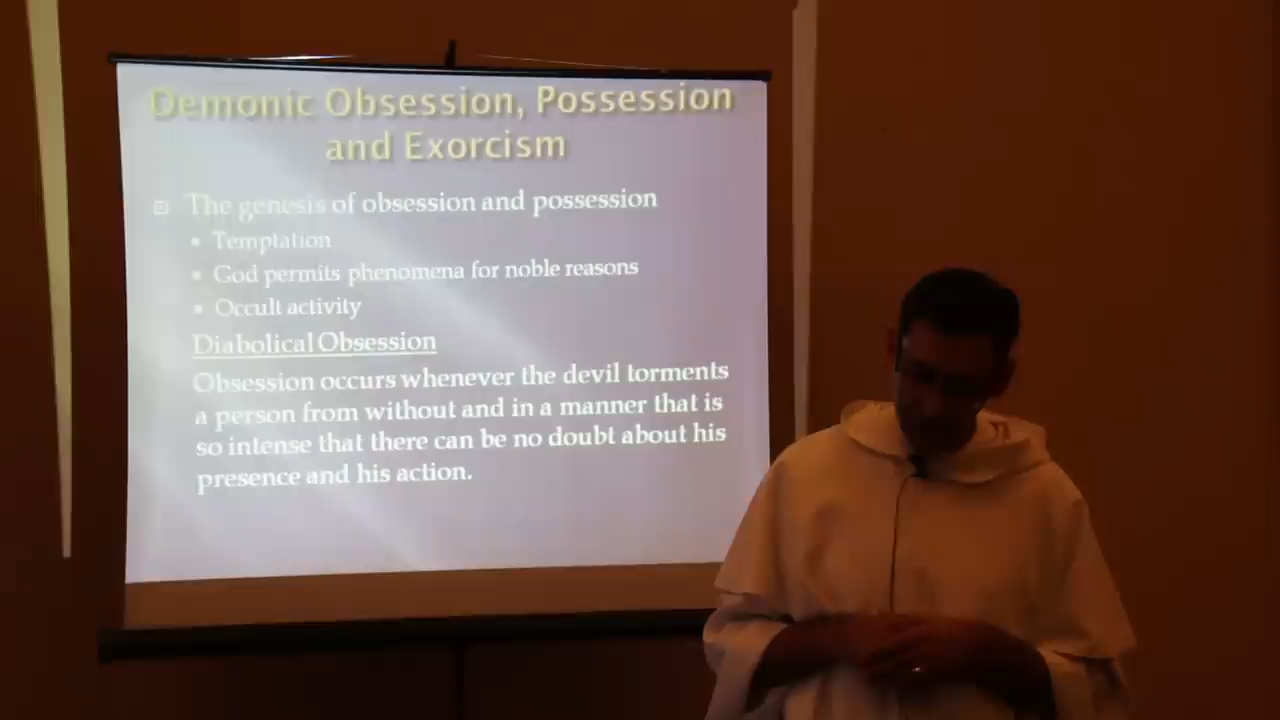 Demonic Obsession, Possession
and Exorcism
The genesis of obsession and possession
Temptation
God permits phenomena for noble reasons
Occult activity
Diabolical Obsession
Obsession occurs whenever the devil torments
a person from without and in a manner that is
so intense that there can be no doubt about his
presence and his action.